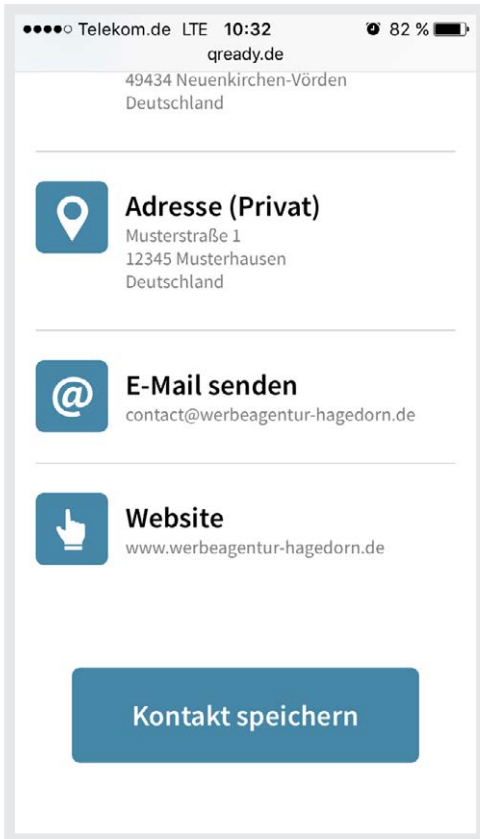 Telekom.de LTE 10:32 82 %
qready.de
49434 Neuenkirchen-Vörden
Deutschland
Adresse (Privat)
Musterstraße 1
12345 Musterhausen
Deutschland
@
E-Mail senden
contact@werbeagentur-hagedorn.de
Website
www.werbeagentur-hagedorn.de
Kontakt speichern